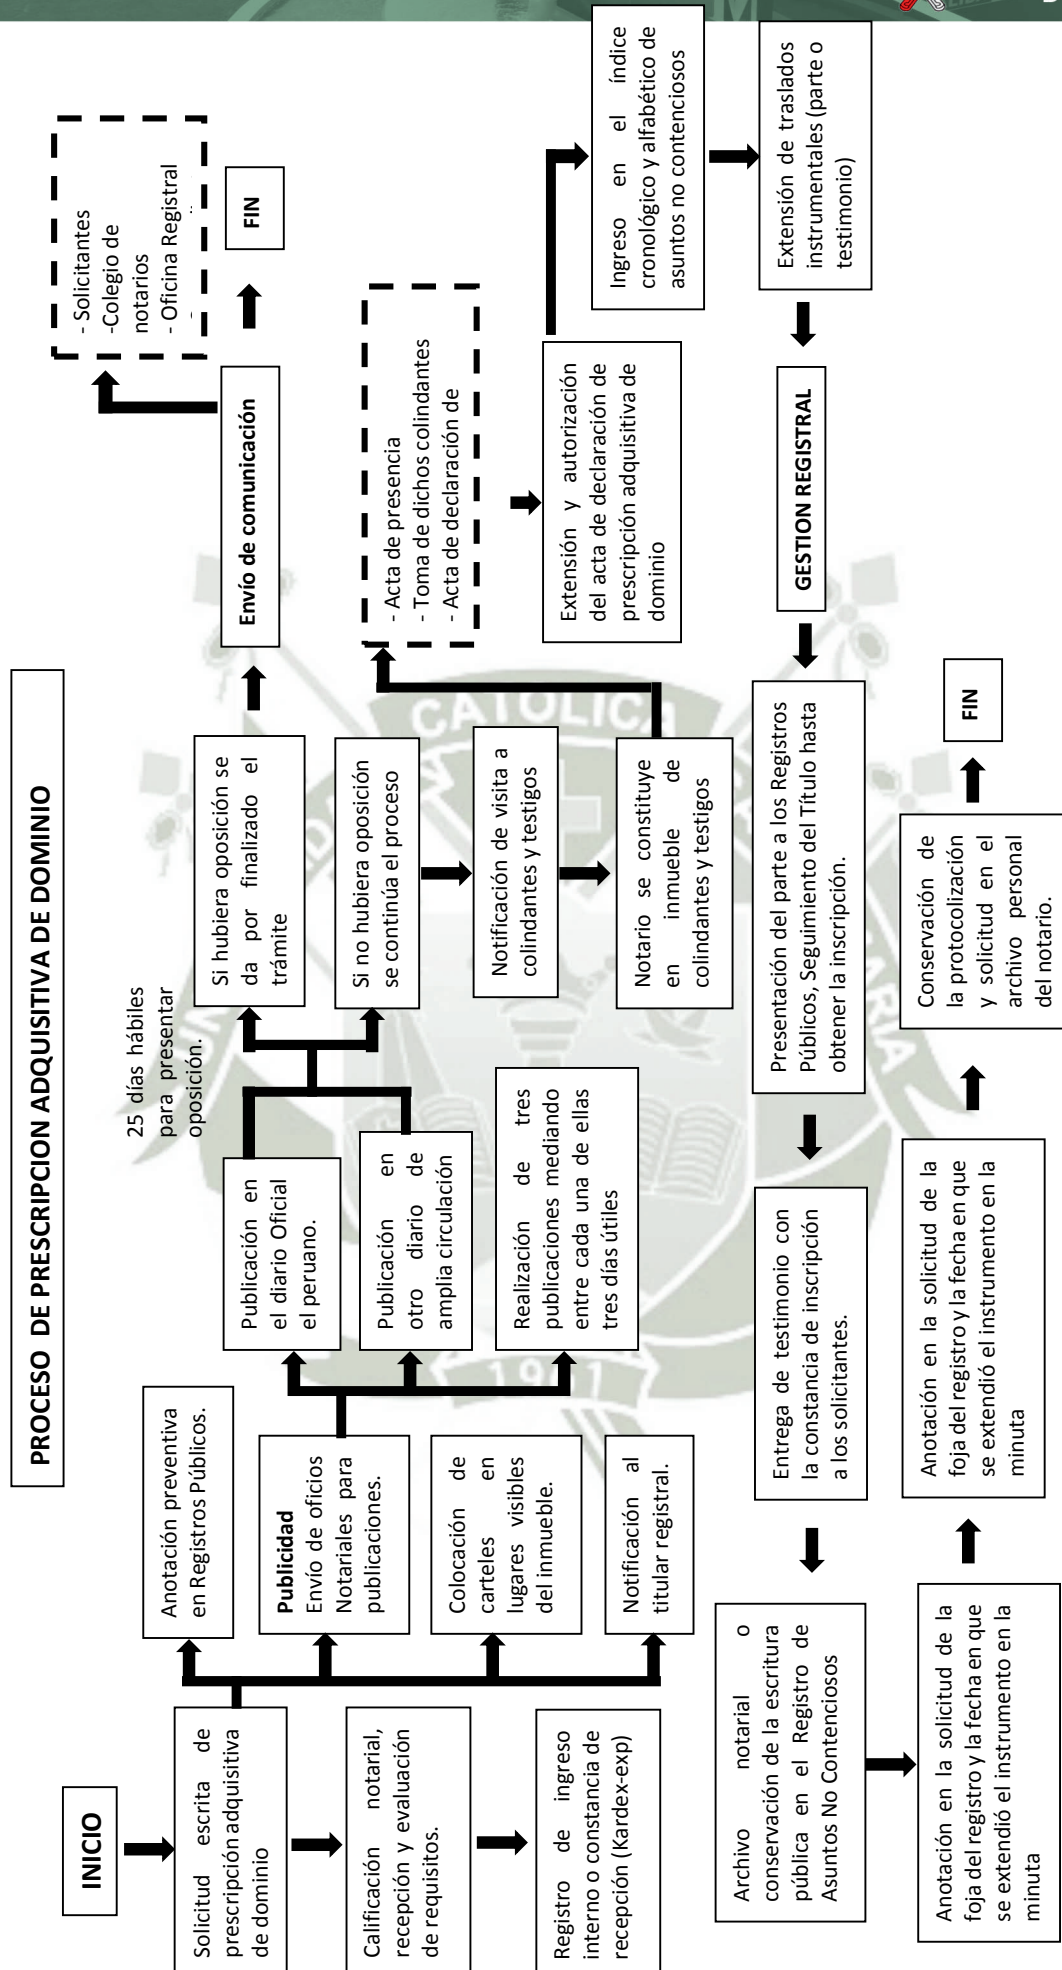 PROCESO DE PRESCRIPCION ADQUISITIVA DE DOMINIO
INICIO
Solicitud escrita de
prescripción adquisitiva
de dominio
Calificación notarial,
recepción y evaluación
de requisitos.
Registro de ingreso
interno o constancia de
recepción (Kardex-exp)
Anotación preventiva
en Registros Públicos.
Publicidad
Envío de oficios
Notariales para
publicaciones.
Colocación de
carteles en
lugares visibles
del inmueble.
Notificación al
titular registral.
Publicación en
el diario Oficial
el peruano.
Publicación en
otro diario de
amplia circulación
Realización de tres
publicaciones mediando
entre cada una de ellas
tres días útiles
25 días hábiles
para presentar
oposición.
Si hubiera oposición se
da por finalizado el
trámite
Si no hubiera oposición
se continúa el proceso
Notificación de visita a
colindantes y testigos
Notario se constituye
en inmueble de
colindantes y testigos
Envío de comunicación
- Solicitantes
-Colegio de
notarios
- Oficina Registral
FIN
- Acta de presencia
- Toma de dichos colindantes
- Acta de declaración de
Extensión y autorización
del acta de declaración de
prescripción adquisitiva de
dominio
Ingreso en el índice
cronológico y alfabético de
asuntos no contenciosos
Extensión de traslados
instrumentales (parte o
testimonio)
GESTION REGISTRAL
Presentación del parte a los Registros
Públicos, Seguimiento del Título hasta
obtener la inscripción.
Entrega de testimonio con
la constancia de inscripción
a los solicitantes.
Archivo notarial o
conservación de la escritura
pública en el Registro de
Asuntos No Contenciosos
Anotación en la solicitud de la
foja del registro y la fecha en que
se extendió el instrumento en la
minuta
Anotación en la solicitud de la
foja del registro y la fecha en que
se extendió el instrumento en la
minuta
Conservación de
la protocolización
y solicitud en el
archivo personal
del notario.
FIN
CATOLICA